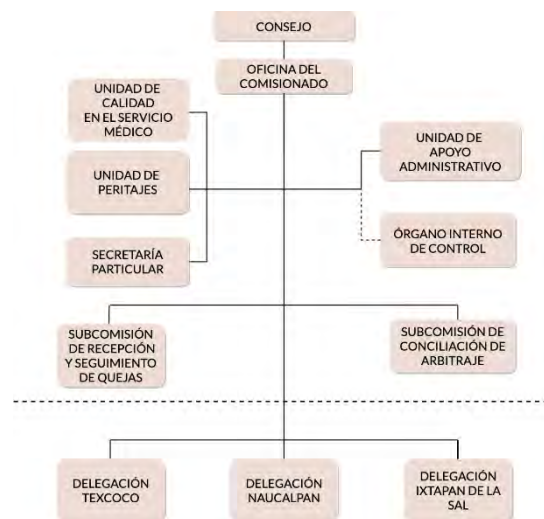 CONSEJO
OFICINA DEL
COMISIONADO
UNIDAD DE
CALIDAD
EN EL SERVICIO
MÉDICO
UNIDAD DE
APOYO
ADMINISTRATIVO
UNIDAD DE
PERITAJES
ÓRGANO INTERNO
DE CONTROL
SECRETARÍA
PARTICULAR
SUBCOMISIÓN
DE RECEPCIÓN
Y SEGUIMIENTO
DE QUEJAS
SUBCOMISIÓN DE
CONCILIACIÓN DE
ARBITRAJE
DELEGACIÓN
TEXCOCO
DELEGACIÓN
NAUCALPAN
DELEGACIÓN
IXTAPAN DE LA
SAL